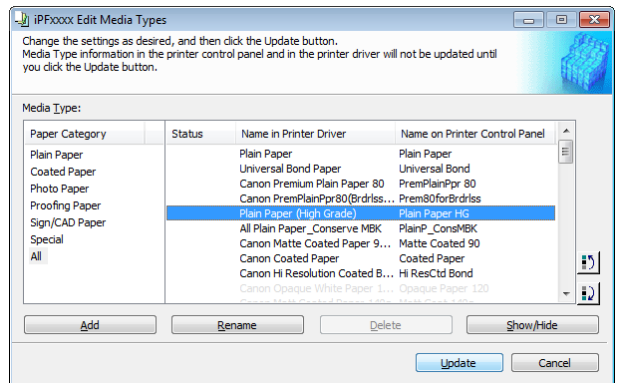 iPFxxxx Edit Media Types
Change the settings as desired, and then click the Update button.
Media Type information in the printer control panel and in the printer driver will not be updated until
you click the Update button.
Media Type:
Paper Category Status Name in Printer Driver Name on Printer Control Panel
Plain Paper
Coated Paper
Photo Paper
Proofing Paper
Sign/CAD Paper
Special
All
Plain Paper Plain Paper
Universal Bond Paper Universal Bond
Canon Premium Plain Paper 80 PremPlainPpr 80
Canon PremPlainPpr80(Brdrlss... Prem80forBrdrlss
Plain Paper (High Grade) Plain Paper HG
All Plain Paper_Conserve MBK PlainP_ConsMBK
Canon Matte Coated Paper 9... Matte Coated 90
Canon Coated Paper Coated Paper
Canon Hi Resolution Coated B... Hi ResCtd Bond
Canon Opaque White Paper 1... Opaque Paper 120
Add Rename Delete Show/Hide
Update Cancel